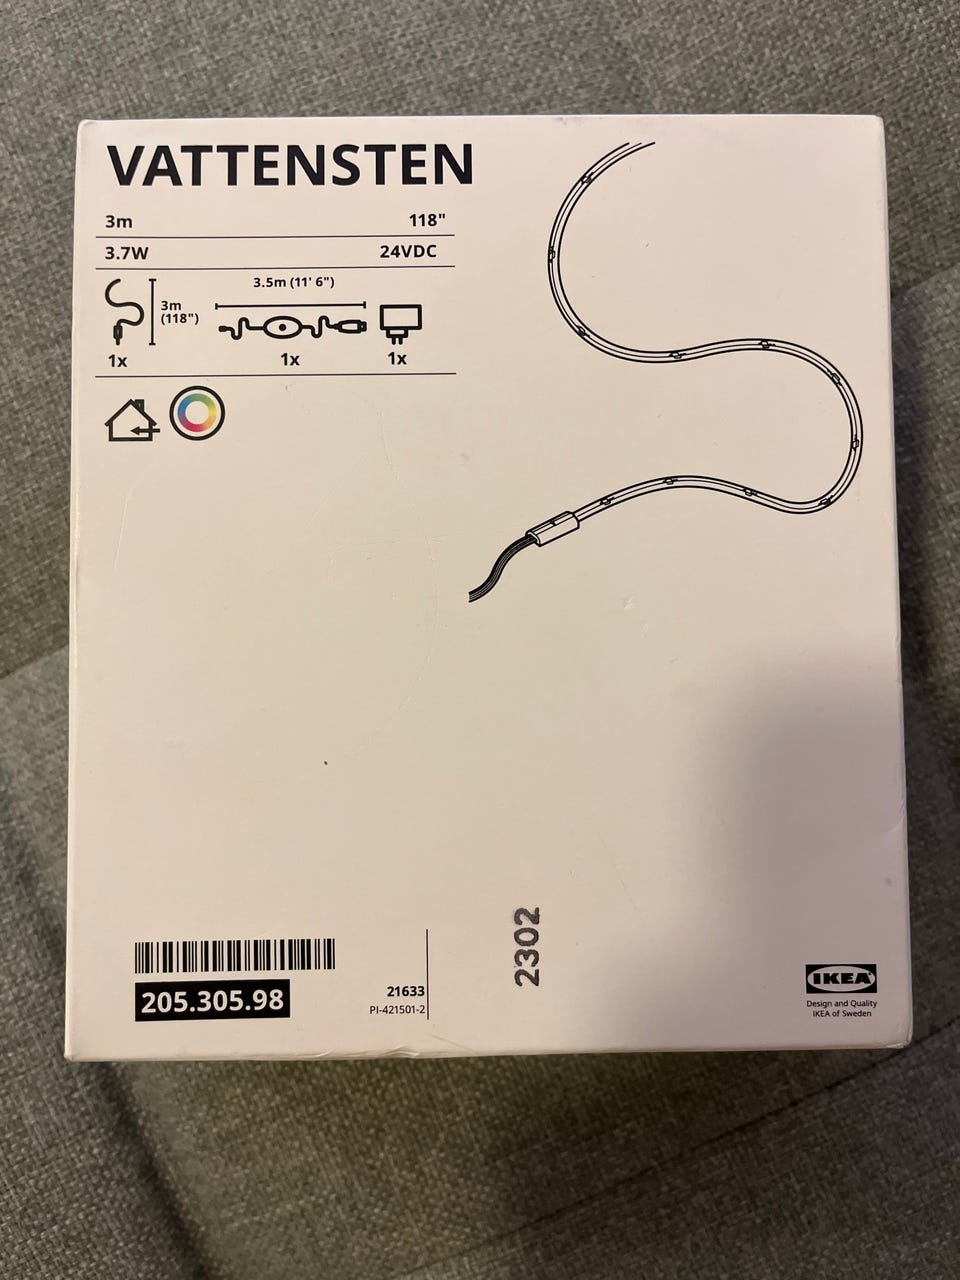 VATTENSTEN
3m 118"
3.7W 24VDC
3.5m (11' 6")
3m
(118")
1x 1x 1x
205.305.98
21633
PI-421501-2
2302
IKEA
Design and Quality
IKEA of Sweden